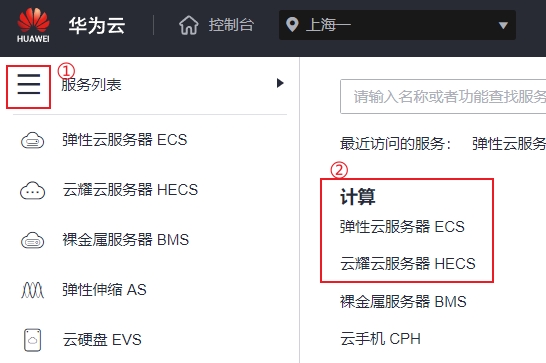 HUAWEI
华为云
控制台
上海一
①
服务列表
弹性云服务器 ECS
云耀云服务器 HECS
裸金属服务器 BMS
弹性伸缩 AS
云硬盘 EVS
请输入名称或者功能查找服务
最近访问的服务： 弹性云服务
②
计算
弹性云服务器 ECS
云耀云服务器 HECS
裸金属服务器 BMS
云手机 CPH